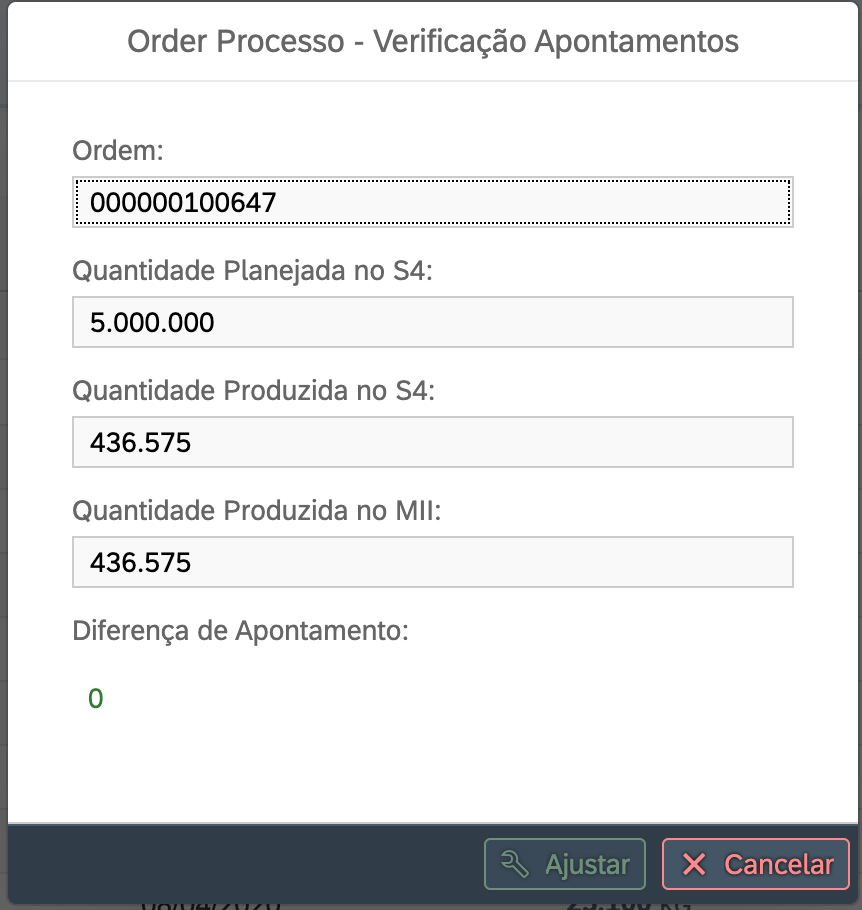 Order Processo - Verificação Apontamentos
Ordem:
000000100647
Quantidade Planejada no S4:
5.000.000
Quantidade Produzida no S4:
436.575
Quantidade Produzida no MII:
436.575
Diferença de Apontamento:
0
Ajustar
Cancelar